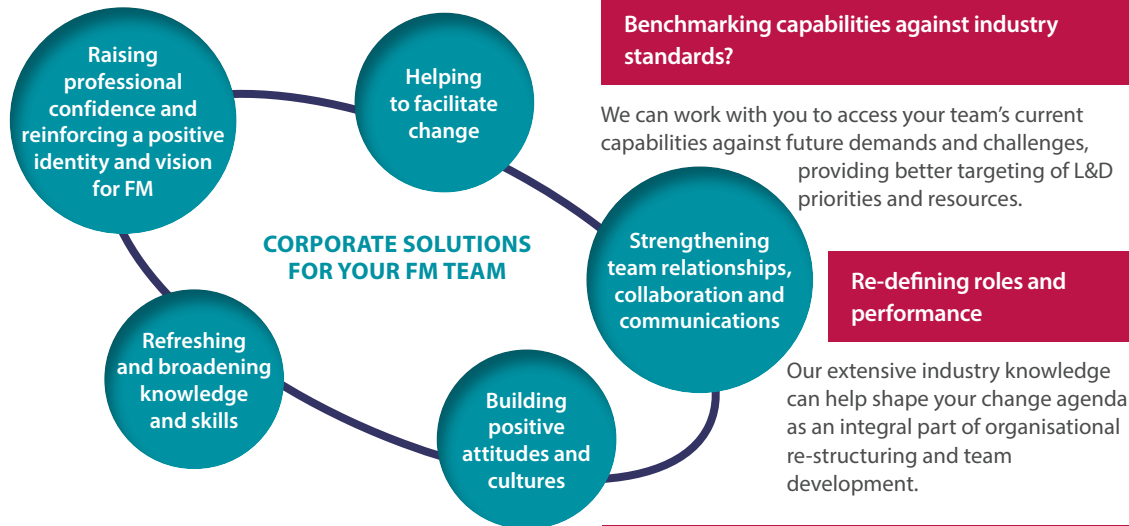 Raising
professional
confidence and
reinforcing a positive
identity and vision
for FM
Helping
to facilitate
change
CORPORATE SOLUTIONS
FOR YOUR FM TEAM
Strengthening
team relationships,
collaboration and
communications
Refreshing
and broadening
knowledge
and skills
Building
positive
attitudes and
cultures
Benchmarking capabilities against industry
standards?
We can work with you to access your team’s current
capabilities against future demands and challenges,
providing better targeting of L&D
priorities and resources.
Re-defining roles and
performance
Our extensive industry knowledge
can help shape your change agenda
as an integral part of organisational
re-structuring and team
development.